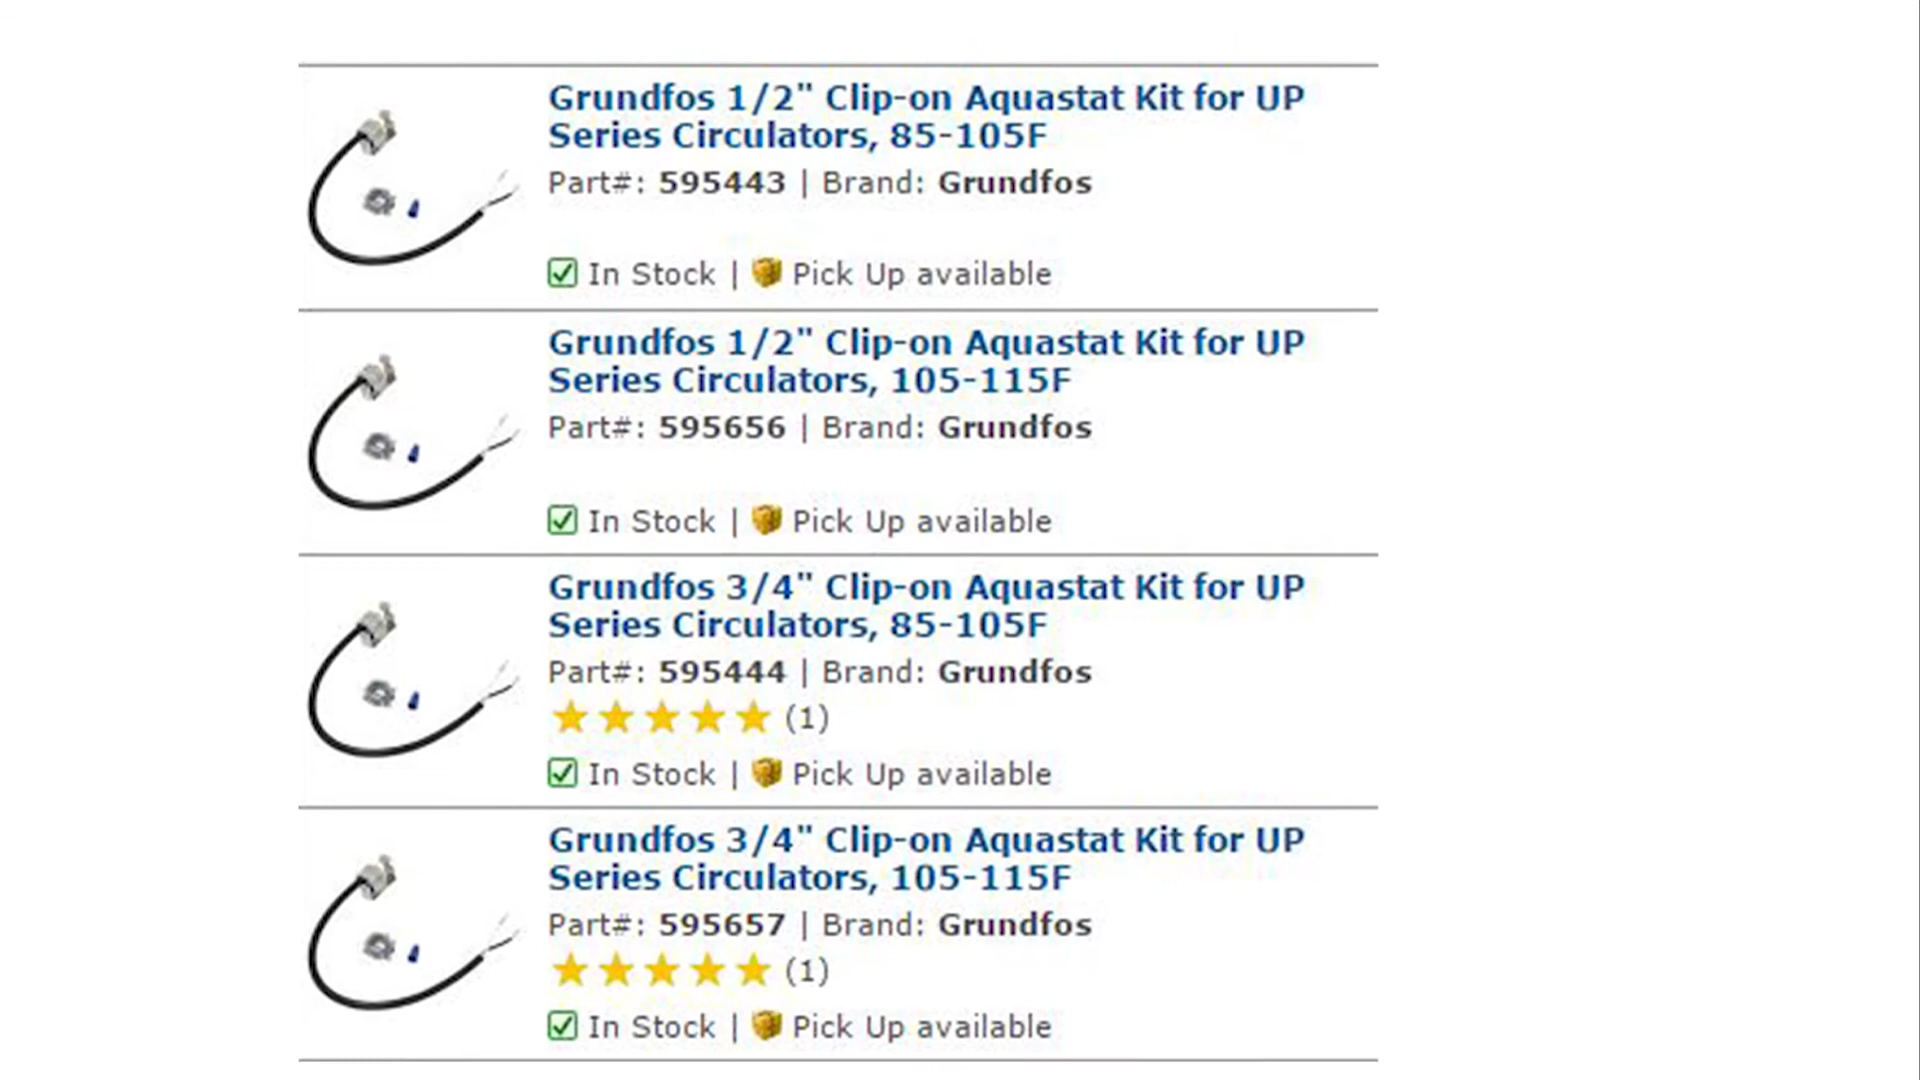 Grundfos 1/2" Clip-on Aquastat Kit for UP
Series Circulators, 85-105F
Part#: 595443 | Brand: Grundfos
In Stock | Pick Up available
Grundfos 1/2" Clip-on Aquastat Kit for UP
Series Circulators, 105-115F
Part#: 595656 | Brand: Grundfos
In Stock | Pick Up available
Grundfos 3/4" Clip-on Aquastat Kit for UP
Series Circulators, 85-105F
Part#: 595444 | Brand: Grundfos
(1)
In Stock | Pick Up available
Grundfos 3/4" Clip-on Aquastat Kit for UP
Series Circulators, 105-115F
Part#: 595657 | Brand: Grundfos
(1)
In Stock | Pick Up available